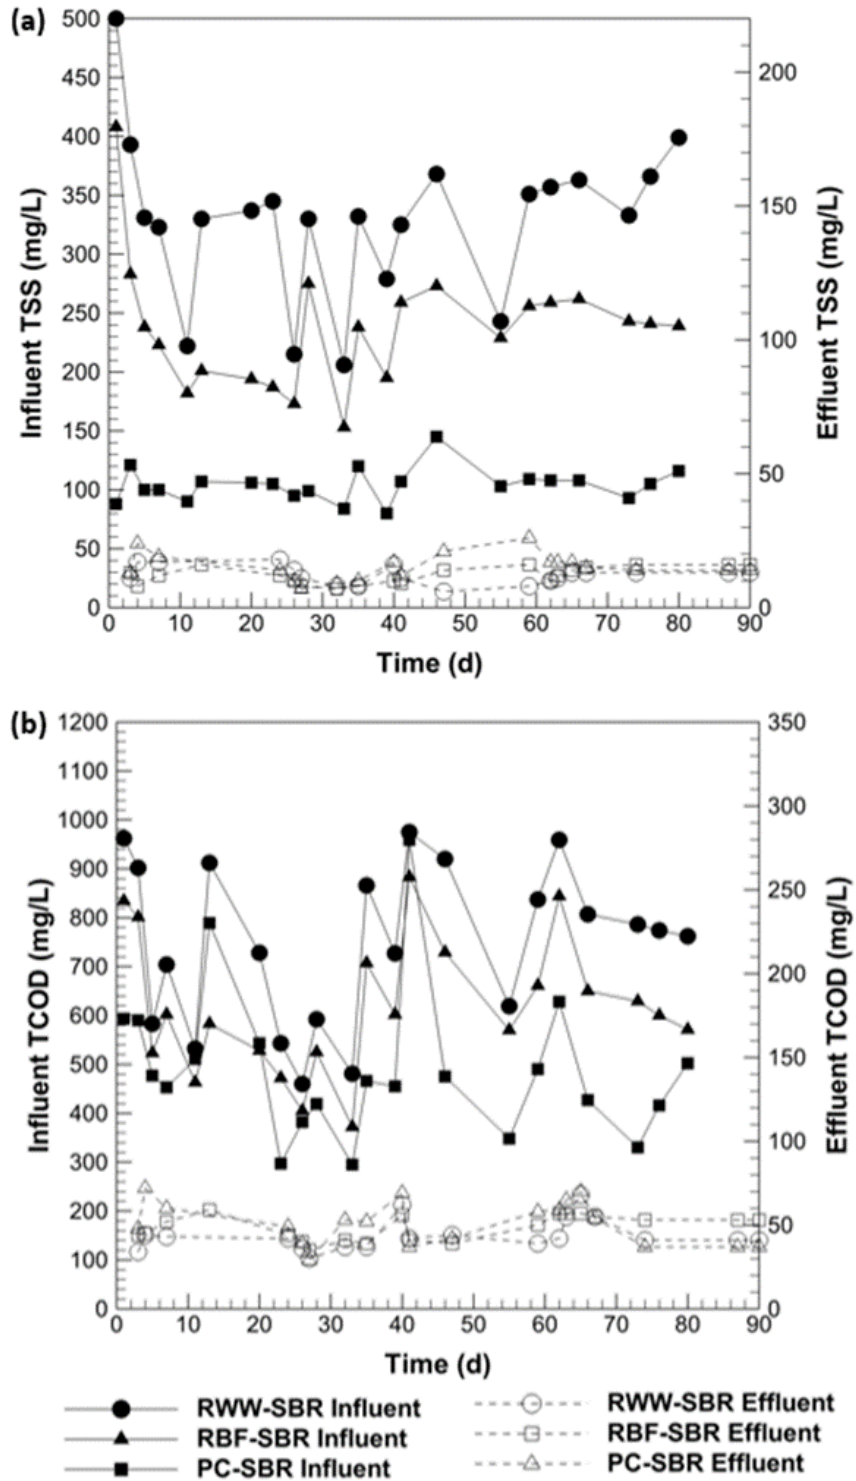 (a)
500
450
400
350
300
250
200
150
100
50
0
Influent TSS (mg/L)
200
150
100
50
0
Effluent TSS (mg/L)
0 10 20 30 40 50 60 70 80 90
Time (d)
(b)
1200
1100
1000
900
800
700
600
500
400
300
200
100
0
Influent TCOD (mg/L)
350
300
250
200
150
100
50
0
Effluent TCOD (mg/L)
0 10 20 30 40 50 60 70 80 90
Time (d)
RWW-SBR Influent
RBF-SBR Influent
PC-SBR Influent
RWW-SBR Effluent
RBF-SBR Effluent
PC-SBR Effluent